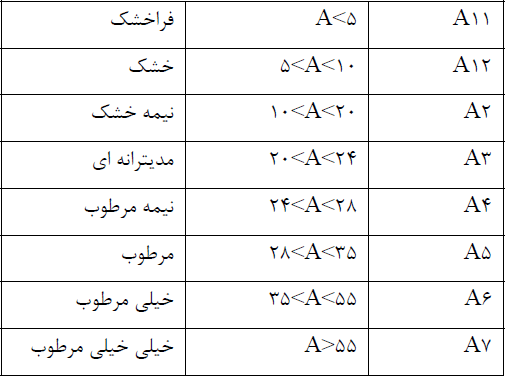 A۱۱ A<۵ فراخشک
A۱۲ ۵<A<۱۰ خشک
A۲ ۱۰<A<۲۰ نیمه خشک
A۳ ۲۰<A<۲۴ مدیترانه ای
A۴ ۲۴<A<۲۸ نیمه مرطوب
A۵ ۲۸<A<۳۵ مرطوب
A۶ ۳۵<A<۵۵ خیلی مرطوب
A۷ A>۵۵ خیلی خیلی مرطوب